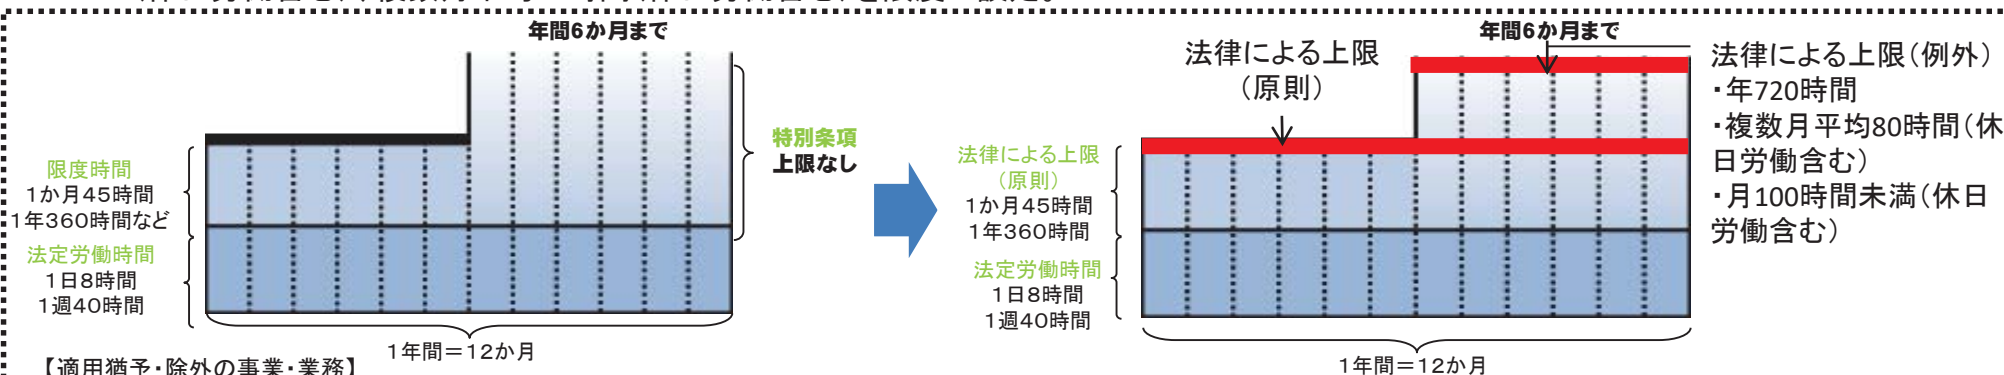 年間6か月まで
限度時間
1か月45時間
1年360時間など
法定労働時間
1日8時間
1週40時間
特別条項
上限なし
1年間=12か月
【適用猶予・除外の事業・業務】
年間6か月まで
法律による上限
(原則)
法律による上限
(原則)
1か月45時間
1年360時間
法定労働時間
1日8時間
1週40時間
1年間=12か月
法律による上限(例外)
・年720時間
・複数月平均80時間(休
日労働含む)
・月100時間未満(休日
労働含む)